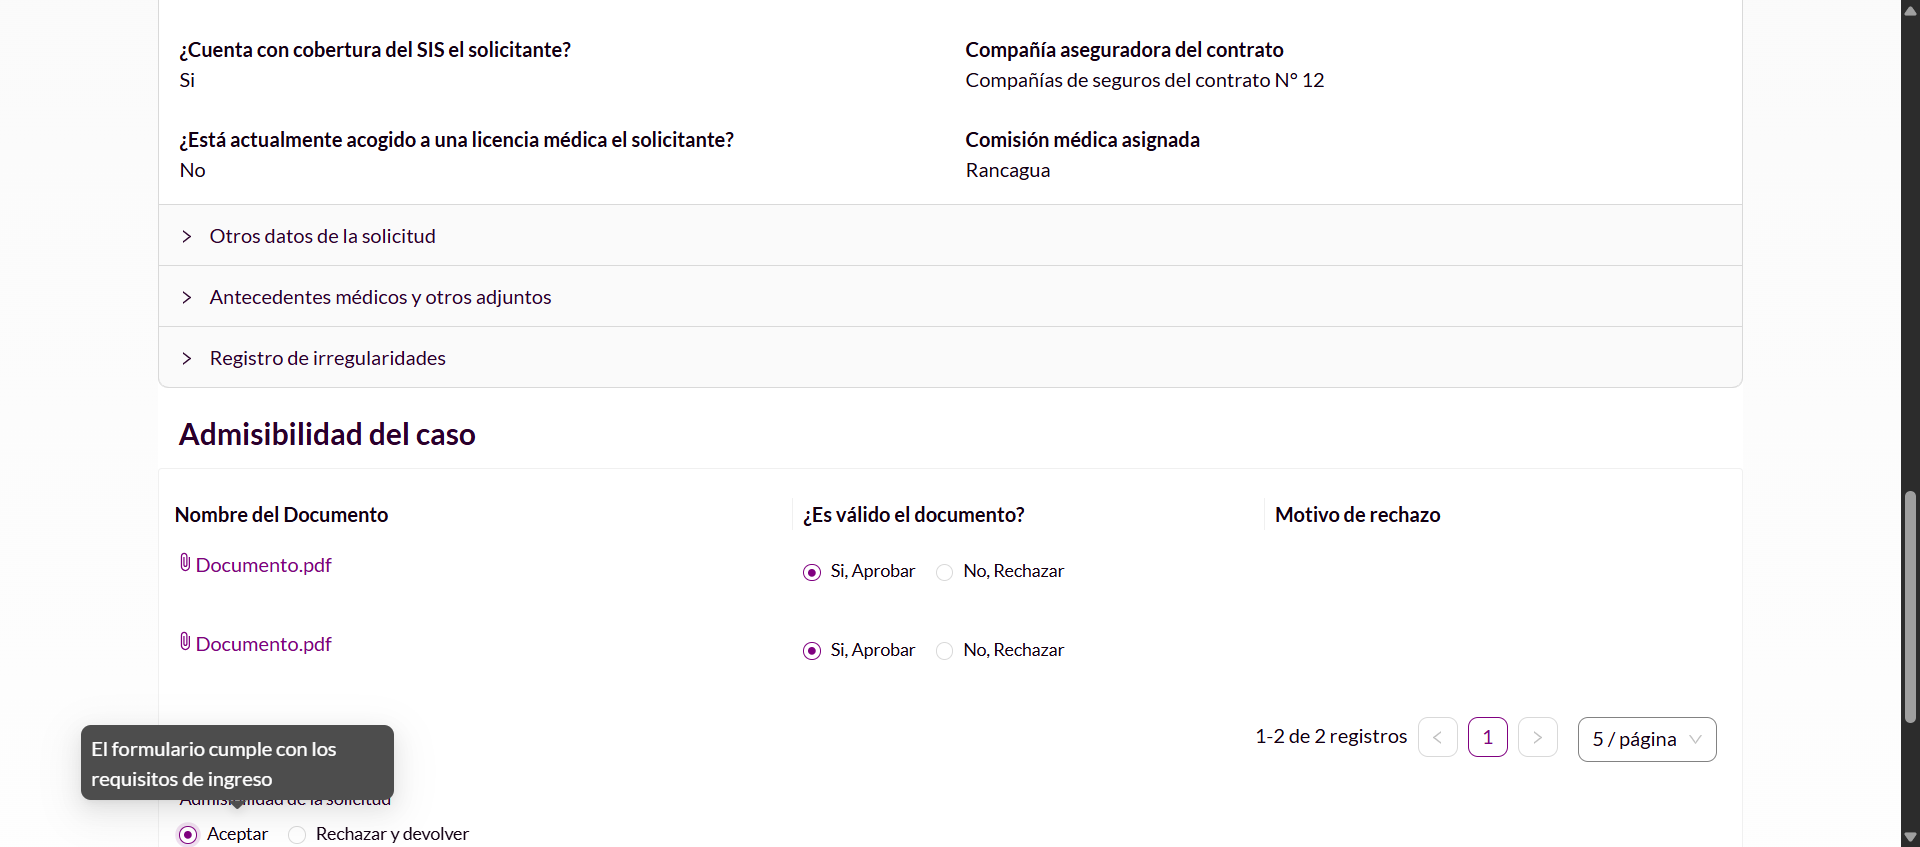 ¿Cuenta con cobertura del SIS el solicitante?
Si
Compañía aseguradora del contrato
Compañías de seguros del contrato N° 12
¿Está actualmente acogido a una licencia médica el solicitante?
No
Comisión médica asignada
Rancagua
Otros datos de la solicitud
Antecedentes médicos y otros adjuntos
Registro de irregularidades
Admisibilidad del caso
Nombre del Documento
¿Es válido el documento?
Motivo de rechazo
Documento.pdf
Si, Aprobar
No, Rechazar
Documento.pdf
Si, Aprobar
No, Rechazar
1-2 de 2 registros
1
5 / página
El formulario cumple con los
requisitos de ingreso
Admisibilidad de la solicitud
Aceptar
Rechazar y devolver